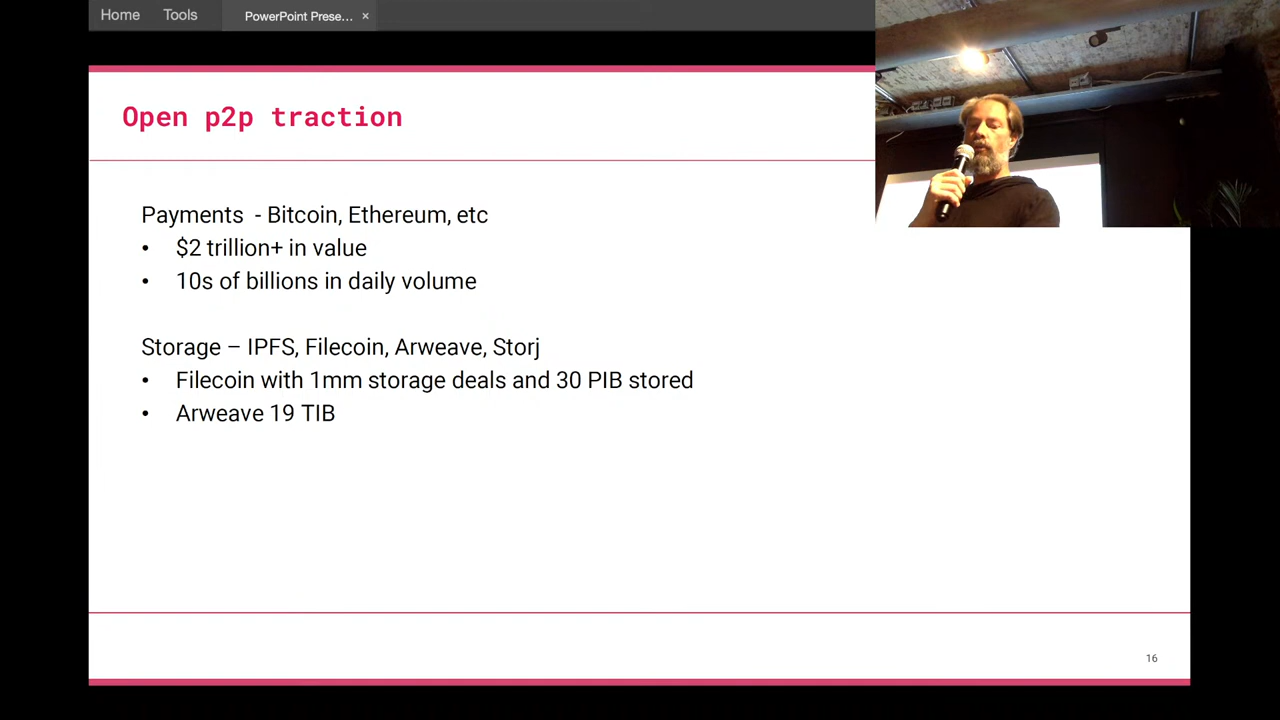 Home Tools PowerPoint Prese... ×
Open p2p traction
Payments - Bitcoin, Ethereum, etc
• $2 trillion+ in value
• 10s of billions in daily volume
Storage – IPFS, Filecoin, Arweave, Storj
• Filecoin with 1mm storage deals and 30 PIB stored
• Arweave 19 TIB
16